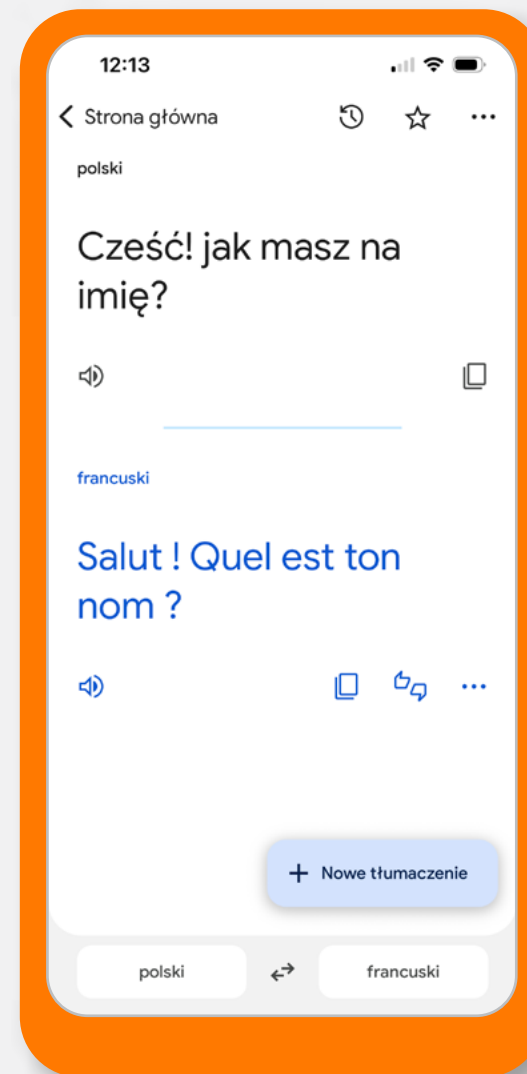 12:13
Strona główna
polski
Cześć! jak masz na
imię?
francuski
Salut ! Quel est ton
nom ?
+ Nowe tłumaczenie
polski
francuski